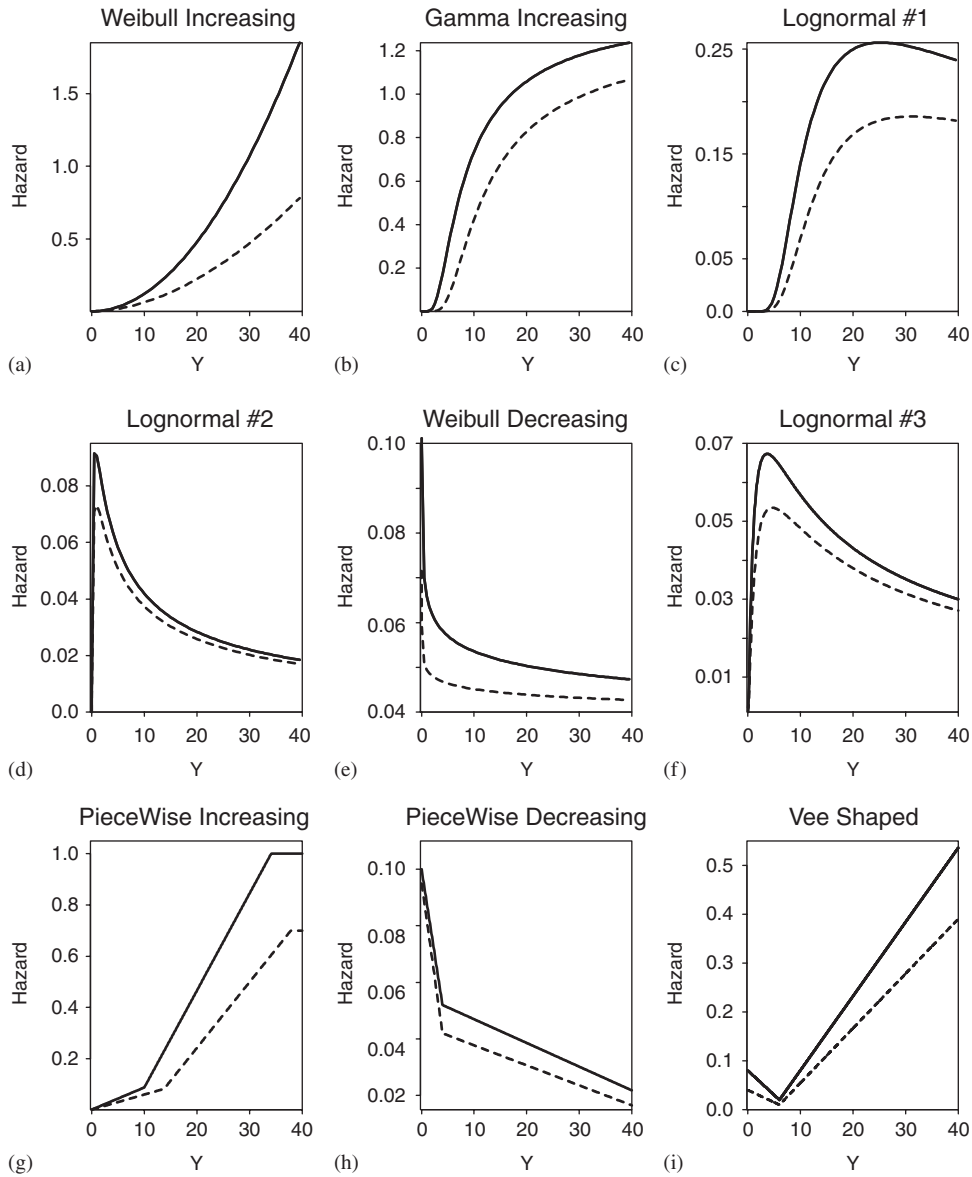 Weibull Increasing
Hazard
1.5
1.0
0.5
0 10 20 30 40
Y
(a)
Gamma Increasing
Hazard
1.2
1.0
0.8
0.6
0.4
0.2
0 10 20 30 40
Y
(b)
Lognormal #1
Hazard
0.25
0.15
0.05
0.0
0 10 20 30 40
Y
(c)
Lognormal #2
Hazard
0.08
0.06
0.04
0.02
0.0
0 10 20 30 40
Y
(d)
Weibull Decreasing
Hazard
0.10
0.08
0.06
0.04
0 10 20 30 40
Y
(e)
Lognormal #3
Hazard
0.07
0.05
0.03
0.01
0 10 20 30 40
Y
(f)
PieceWise Increasing
Hazard
1.0
0.8
0.6
0.4
0.2
0 10 20 30 40
Y
(g)
PieceWise Decreasing
Hazard
0.10
0.08
0.06
0.04
0.02
0 10 20 30 40
Y
(h)
Vee Shaped
Hazard
0.5
0.4
0.3
0.2
0.1
0.0
0 10 20 30 40
Y
(i)